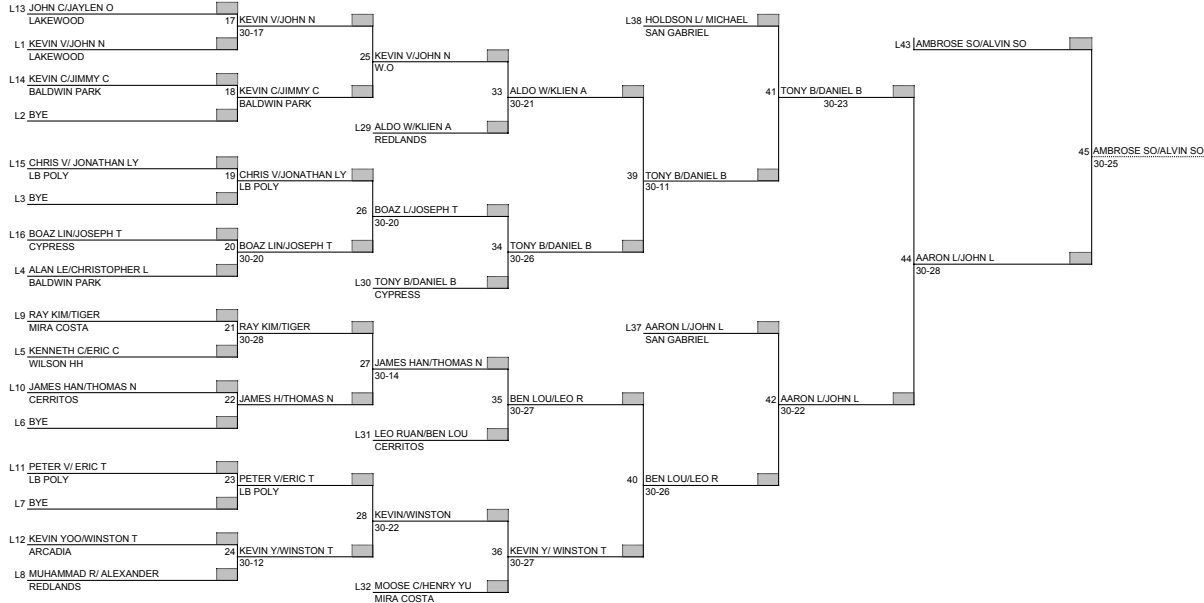 L13 JOHN C/JAYLEN O
LAKEWOOD
17 KEVIN V/JOHN N
30-17
L1 KEVIN V/JOHN N
LAKEWOOD
25 KEVIN V/JOHN N
W.O
L14 KEVIN C/JIMMY C
BALDWIN PARK
18 KEVIN C/JIMMY C
BALDWIN PARK
L2 BYE
33 ALDO W/KLIEN A
30-21
L29 ALDO W/KLIEN A
REDLANDS
L15 CHRIS V/ JONATHAN LY
LB POLY
19 CHRIS V/JONATHAN LY
LB POLY
L3 BYE
26 BOAZ L/JOSEPH T
30-20
L16 BOAZ LIN/JOSEPH T
CYPRESS
20 BOAZ LIN/JOSEPH T
30-20
L4 ALAN LE/CHRISTOPHER L
BALDWIN PARK
34 TONY B/DANIEL B
30-26
L30 TONY B/DANIEL B
CYPRESS
39 TONY B/DANIEL B
30-11
L38 HOLDSON L/ MICHAEL
SAN GABRIEL
41 TONY B/DANIEL B
30-23
L9 RAY KIM/TIGER
MIRA COSTA
21 RAY KIM/TIGER
30-28
L5 KENNETH C/ERIC C
WILSON HH
27 JAMES HAN/THOMAS N
30-14
L10 JAMES HAN/THOMAS N
CERRITOS
22 JAMES H/THOMAS N
L6 BYE
35 BEN LOU/LEO R
30-27
L31 LEO RUAN/BEN LOU
CERRITOS
L11 PETER V/ ERIC T
LB POLY
23 PETER V/ERIC T
LB POLY
L7 BYE
28 KEVIN/WINSTON
30-22
L12 KEVIN YOO/WINSTON T
ARCADIA
24 KEVIN Y/WINSTON T
30-12
L8 MUHAMMAD R/ ALEXANDER
REDLANDS
36 KEVIN Y/ WINSTON T
30-27
L32 MOOSE C/HENRY YU
MIRA COSTA
40 BEN LOU/LEO R
30-26
L37 AARON L/JOHN L
SAN GABRIEL
42 AARON L/JOHN L
30-22
44 AARON L/JOHN L
30-28
L43 AMBROSE SO/ALVIN SO
45 AMBROSE SO/ALVIN SO
30-25